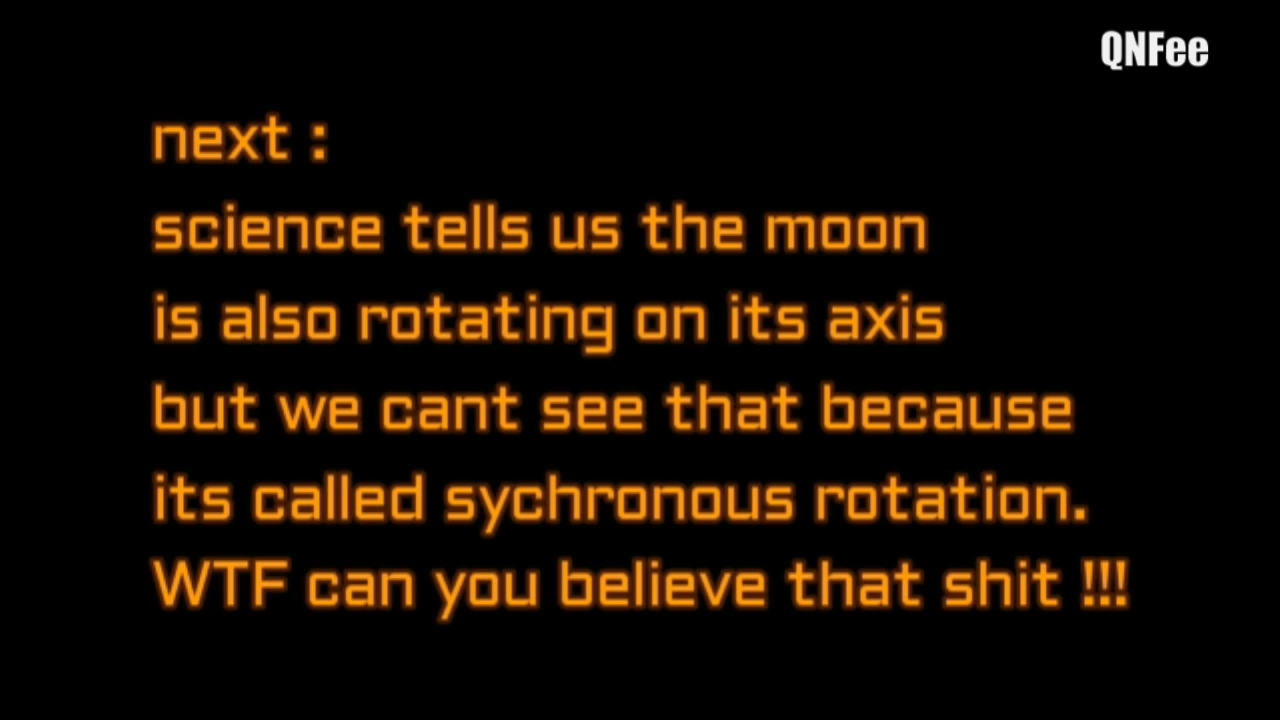 QNFee
next :
science tells us the moon
is also rotating on its axis
but we cant see that because
its called sychronous rotation.
WTF can you believe that shit !!!